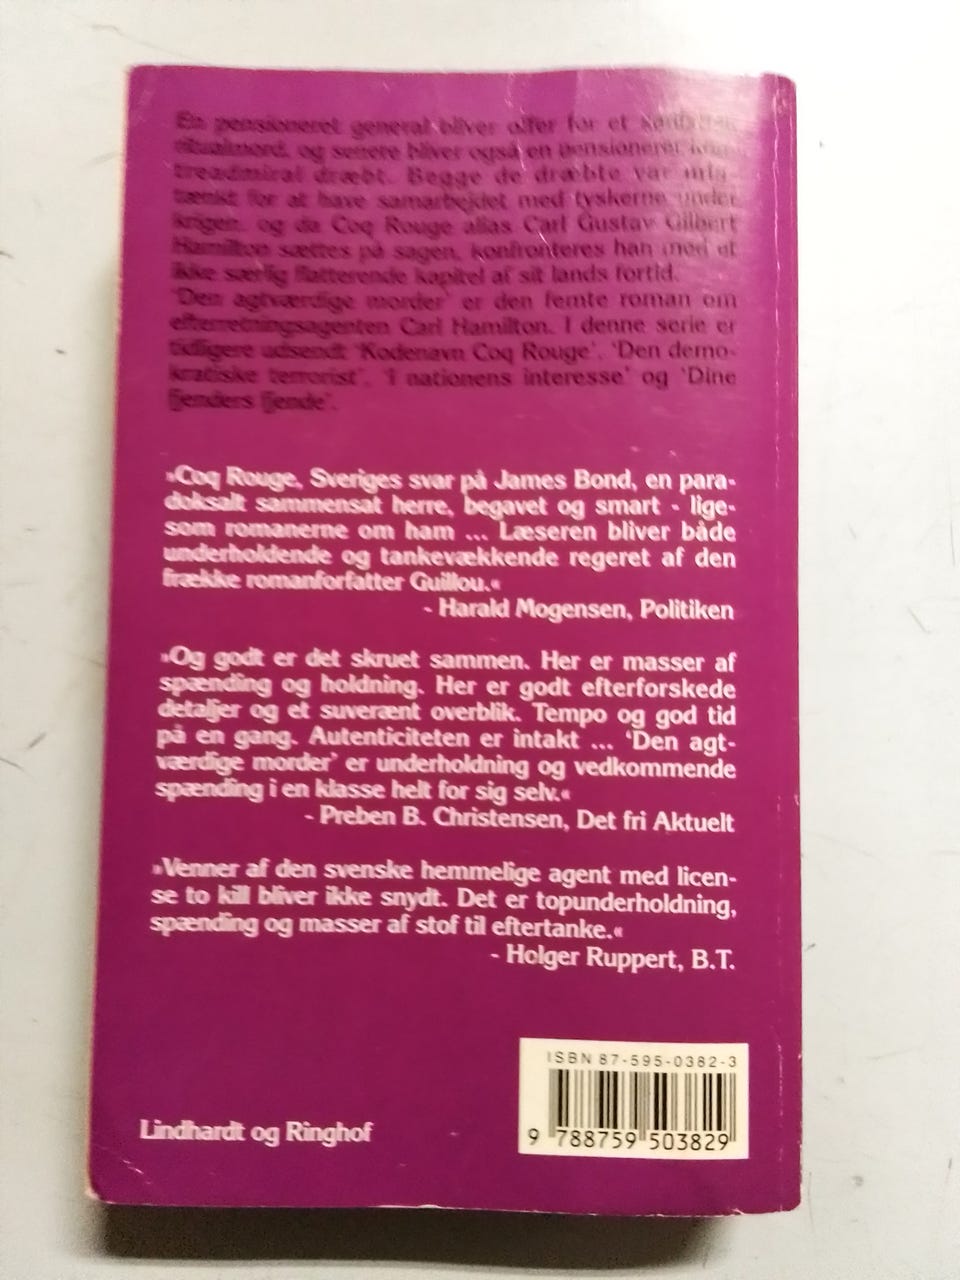 En pensioneret general bliver offer for et
ritualmord, og senere bliver også en pensioneret kon-
treadmiral dræbt. Begge de dræbte var mis-
tænkt for at have samarbejdet med tyskerne under
krigen, og da Coq Rouge alias Carl Gustav Gilbert
Hamilton sættes på sagen, konfronteres han med et
ikke særlig flatterende kapitel af sit lands fortid.
'Den agtværdige morder' er den femte roman om
efterretningsagenten Carl Hamilton. I denne serie er
tidligere udsendt 'Kodenavn Coq Rouge', 'Den demo-
kratiske terrorist', 'I nationens interesse' og 'Dine
fjenders fjende'.
»Coq Rouge, Sveriges svar på James Bond, en para-
doksalt sammensat herre, begavet og smart - lige-
som romanerne om ham ... Læseren bliver både
underholdende og tankevækkende regeret af den
frække romanforfatter Guillou.«
- Harald Mogensen, Politiken
»Og godt er det skruet sammen. Her er masser af
spænding og holdning. Her er godt efterforskede
detaljer og et suverænt overblik. Tempo og god tid
på en gang. Autenticiteten er intakt ... 'Den agt-
værdige morder' er underholdning og vedkommende
spænding i en klasse helt for sig selv.«
- Preben B. Christensen, Det fri Aktuelt
»Venner af den svenske hemmelige agent med licen-
se to kill bliver ikke snydt. Det er topunderholdning,
spænding og masser af stof til eftertanke.«
- Holger Ruppert, B.T.
ISBN 87-595-0382-3
9 788759 503829
Lindhardt og Ringhof